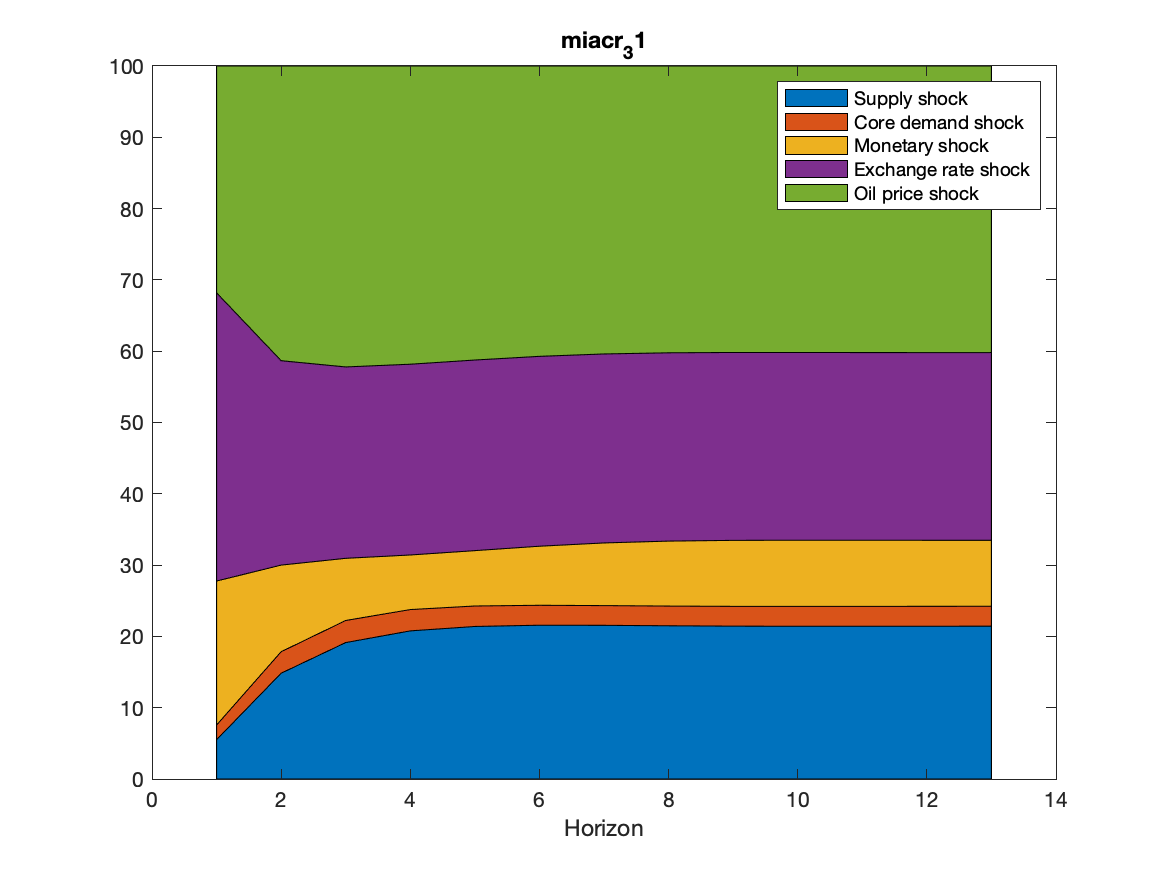 miacr₃1
100
90
80
70
60
50
40
30
20
10
0
Supply shock
Core demand shock
Monetary shock
Exchange rate shock
Oil price shock
0 2 4 6 8 10 12 14
Horizon